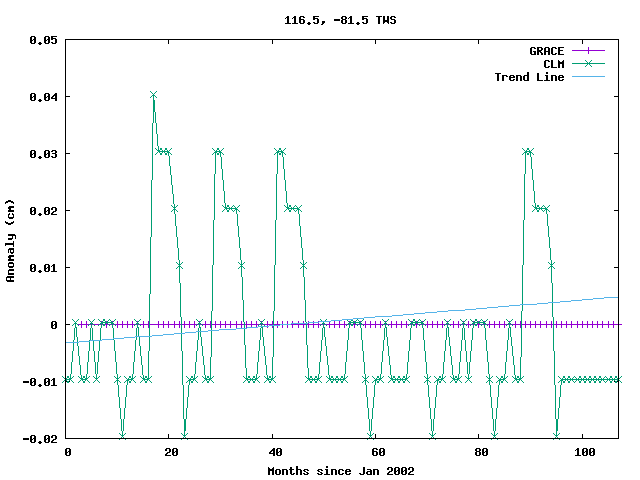 116.5, -81.5 TWS
GRACE
CLM
Trend Line
0.05
0.04
0.03
0.02
0.01
0
-0.01
-0.02
Anomaly (cm)
0 20 40 60 80 100
Months since Jan 2002